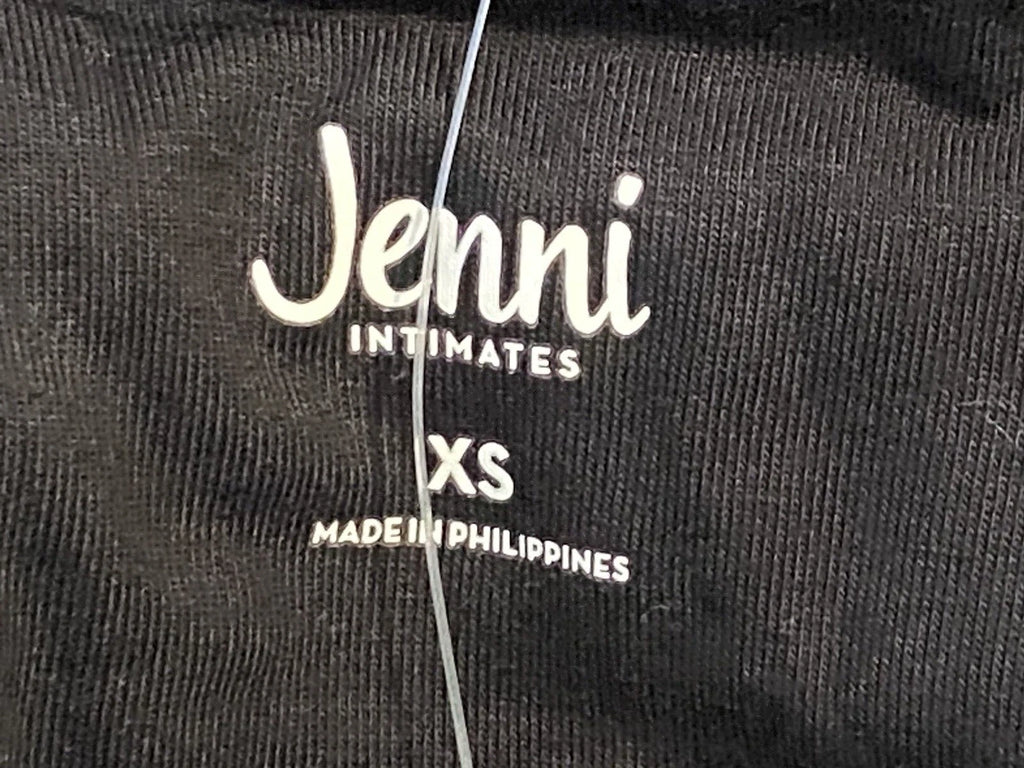 Jenni
INTIMATES
XS
MADE IN PHILIPPINES